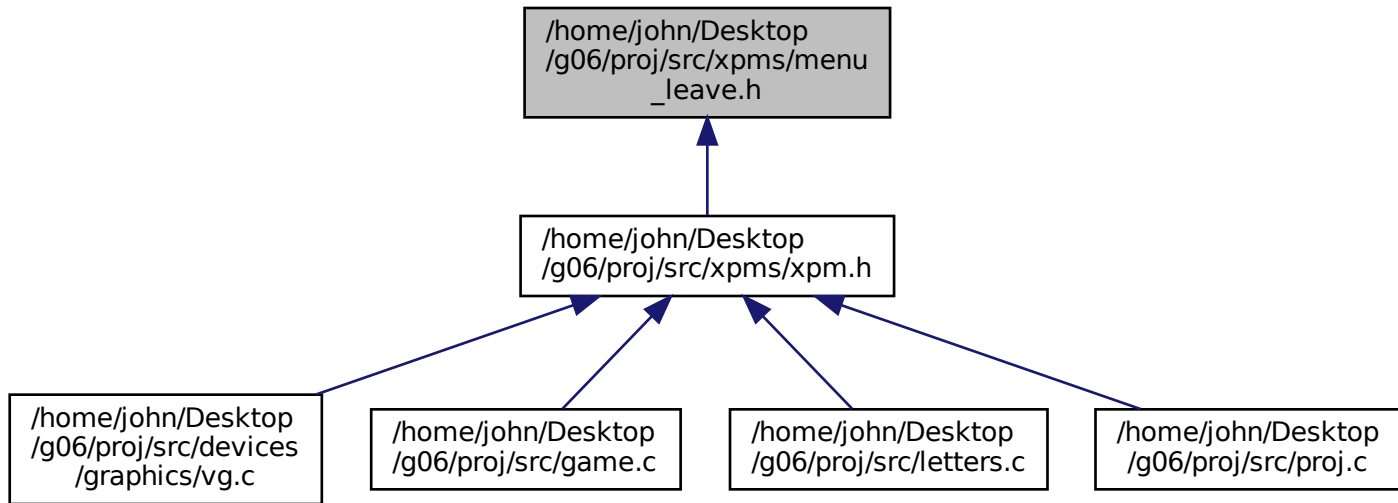 /home/john/Desktop
/g06/proj/src/xpms/menu
_leave.h
/home/john/Desktop
/g06/proj/src/xpms/xpm.h
/home/john/Desktop
/g06/proj/src/devices
/graphics/vg.c
/home/john/Desktop
/g06/proj/src/game.c
/home/john/Desktop
/g06/proj/src/letters.c
/home/john/Desktop
/g06/proj/src/proj.c